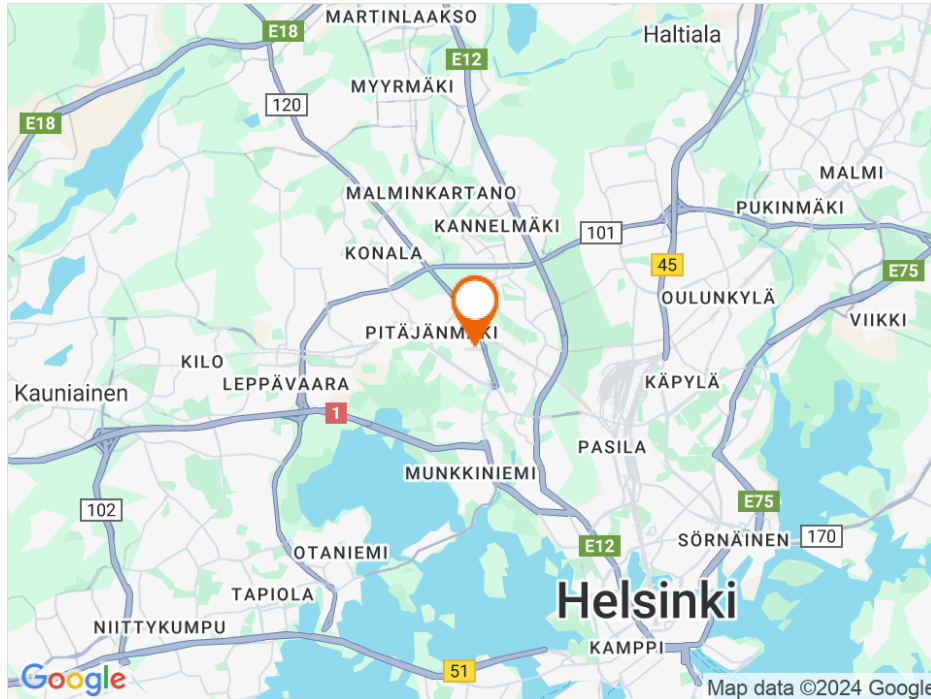 MARTINLAAKSO
E18
E12
Haltiala
MYYRMÄKI
120
E18
MALMI
MALMINKARTANO
PUKINMÄKI
KANNELMÄKI
101
KONALA
45
E75
OULUNKYLÄ
VIIKKI
PITÄJÄNM KI
KILO
LEPPÄVAARA
KÄPYLÄ
Kauniainen
1
PASILA
MUNKKINIEMI
E75
102
SÖRNÄINEN
170
E12
OTANIEMI
TAPIOLA
Helsinki
NIITTYKUMPU
KAMPPI
51
Google
Map data ©2024 Google